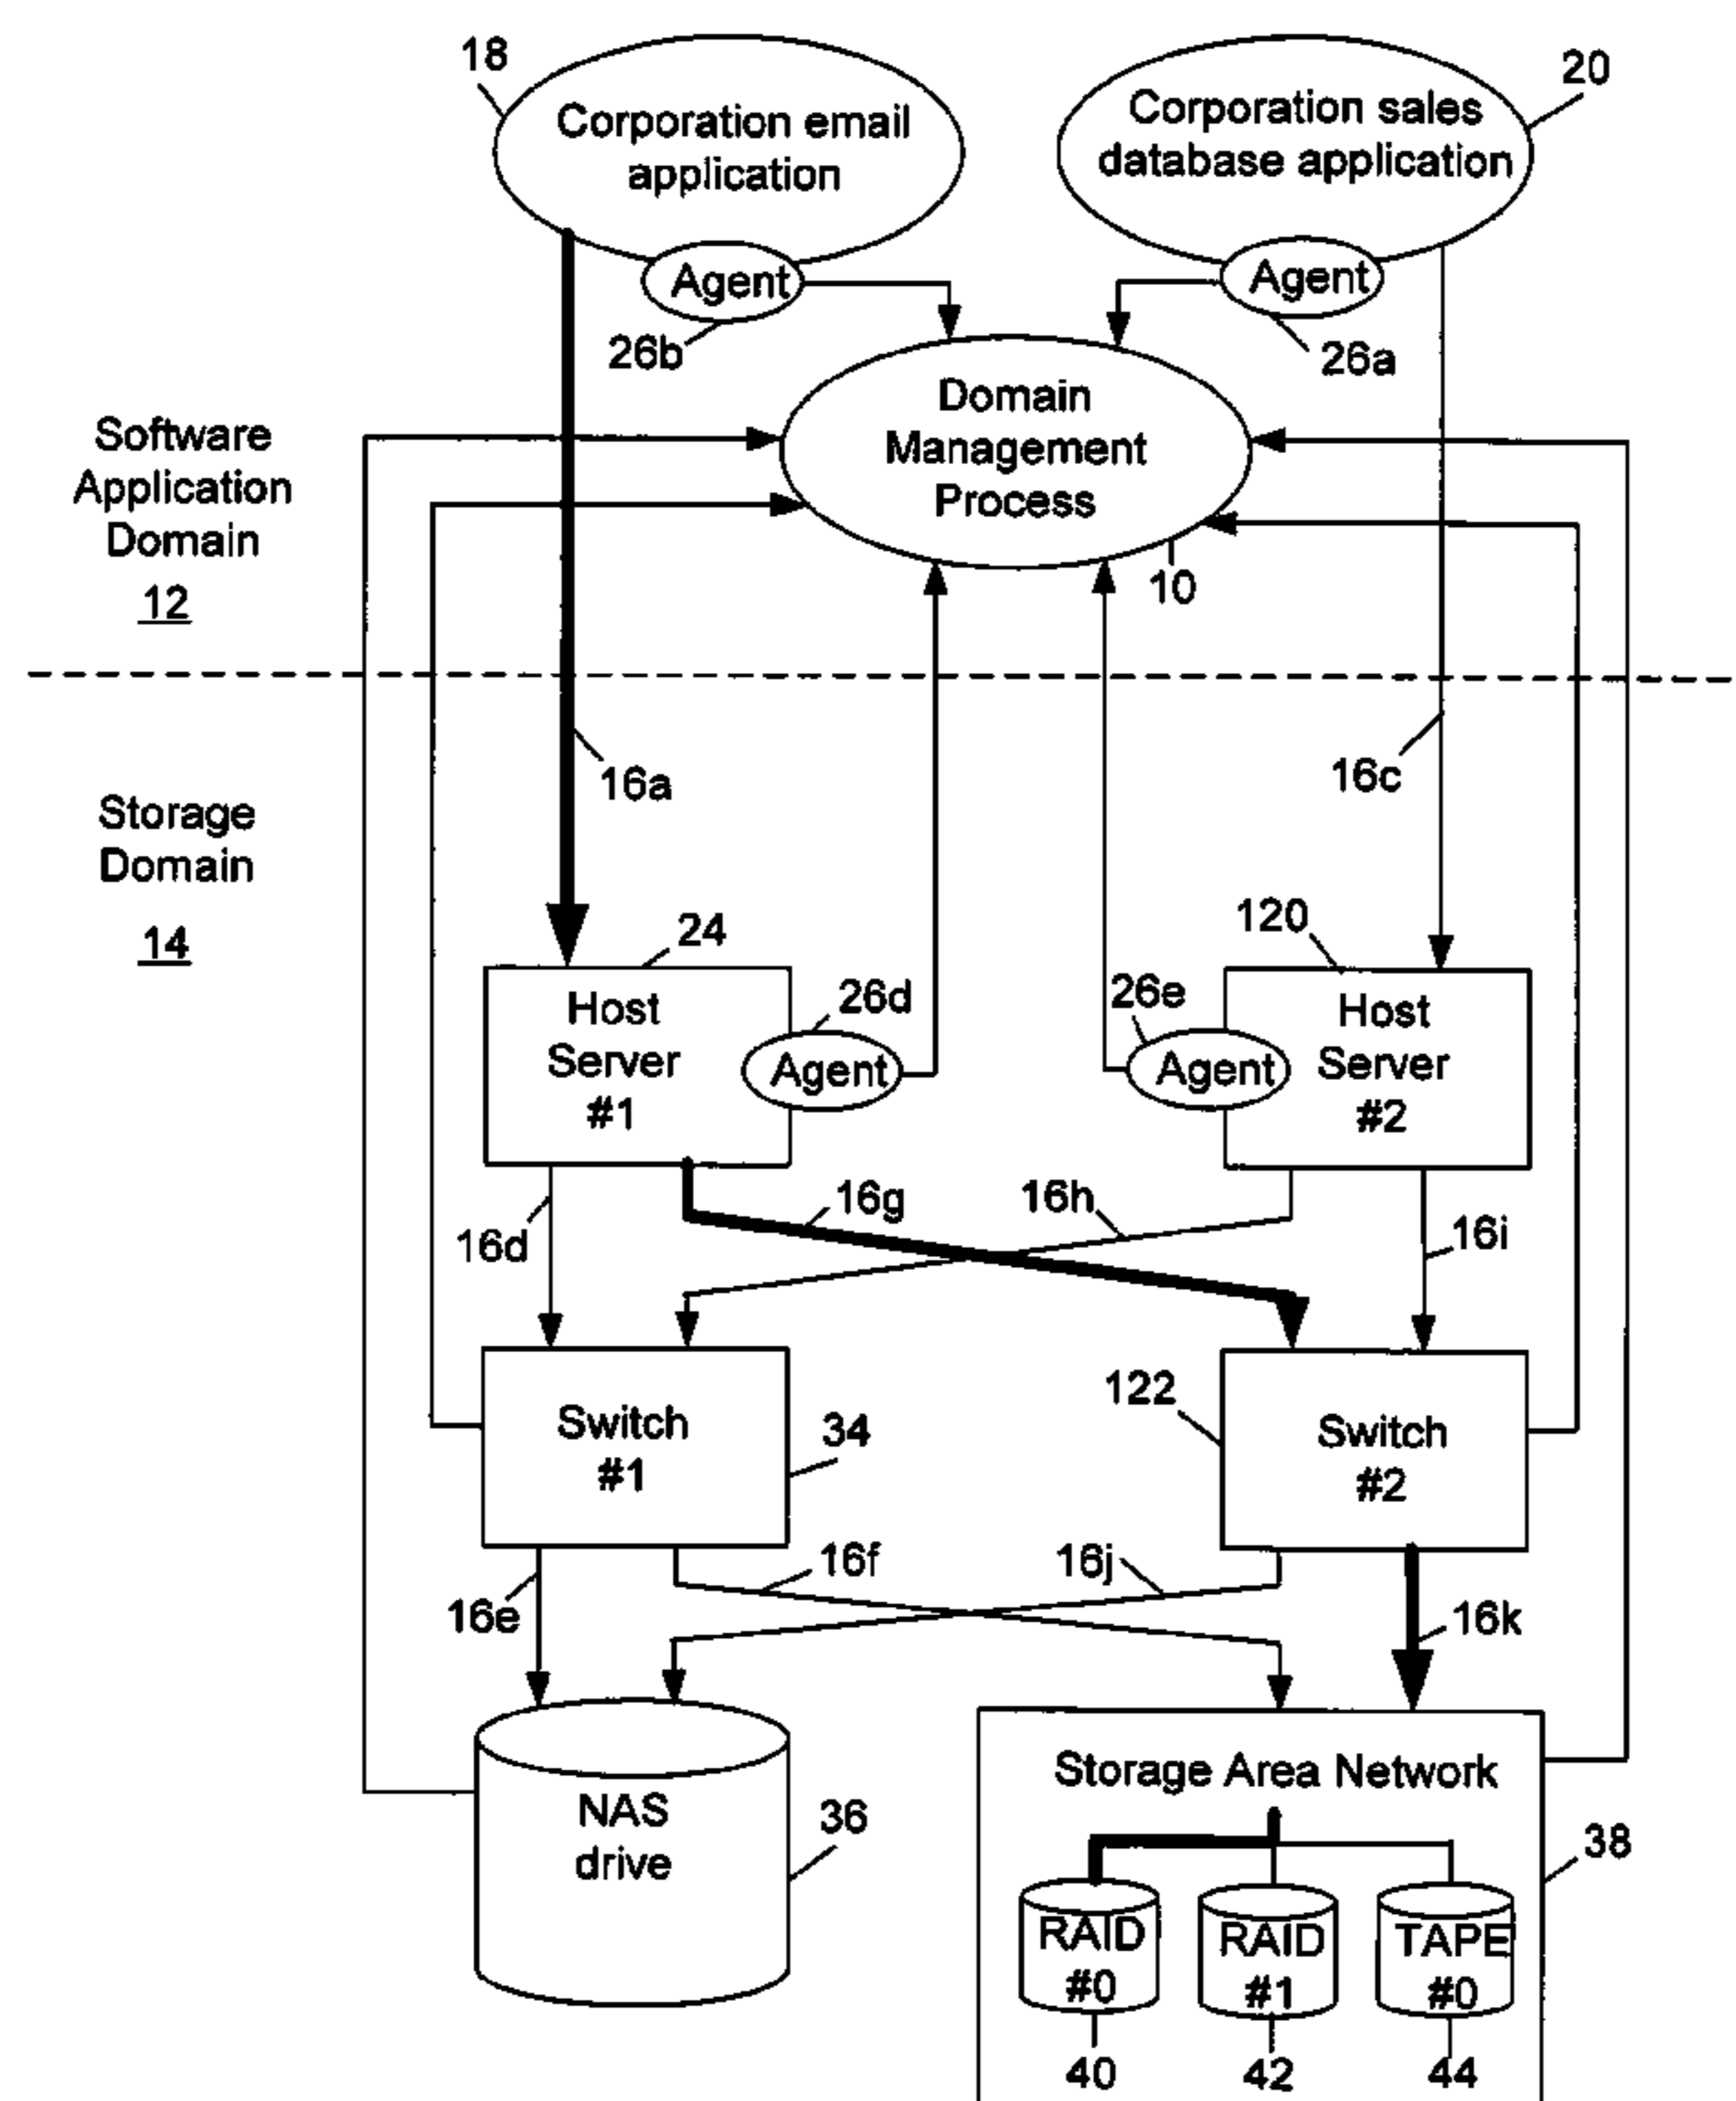 18
20
Corporation email
application
Corporation sales
database application
Agent
Agent
26b
26a
Domain
Management
Process
Software
Application
Domain
12
10
16a
16c
Storage
Domain
14
24
120
Host
Server
#1
26d
Agent
26e
Agent
Host
Server
#2
16d
16g
16h
16i
Switch
#1
34
122
Switch
#2
16e
16f
16j
16k
NAS
drive
36
Storage Area Network
38
RAID
#0
RAID
#1
TAPE
#0
40
42
44